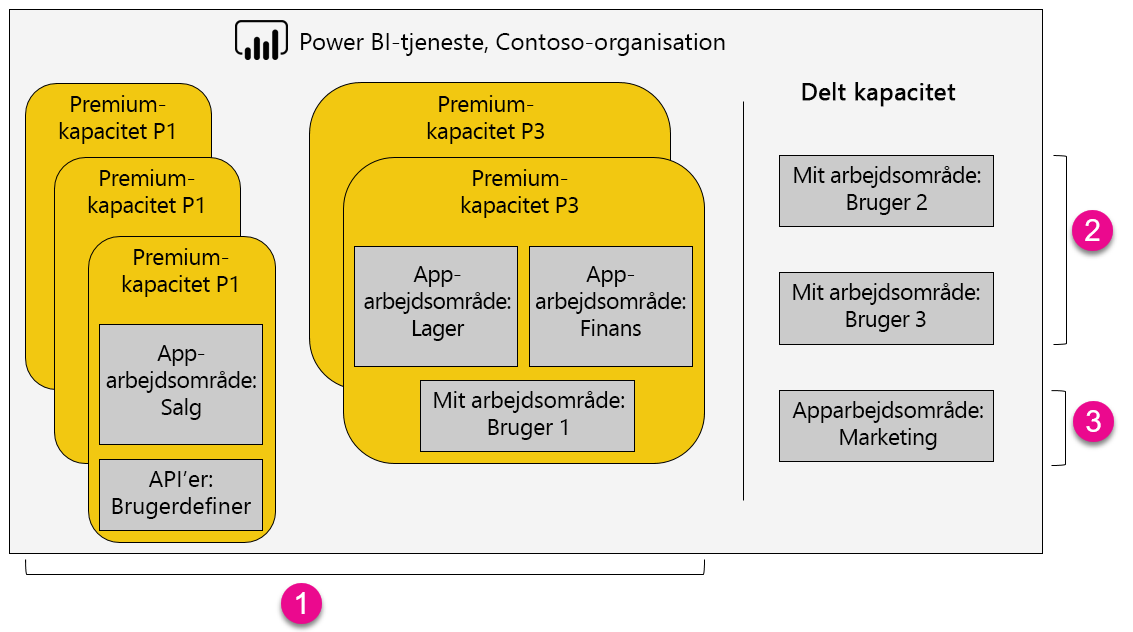 Power BI-tjeneste, Contoso-organisation
Premium-
kapacitet P1
Premium-
kapacitet P1
Premium-
kapacitet P1
App-
arbejdsområde:
Salg
API’er:
Brugerdefiner
Premium-
kapacitet P3
Premium-
kapacitet P3
App-
arbejdsområde:
Lager
App-
arbejdsområde:
Finans
Mit arbejdsområde:
Bruger 1
Delt kapacitet
Mit arbejdsområde:
Bruger 2
Mit arbejdsområde:
Bruger 3
2
Apparbejdsområde:
Marketing
3
1